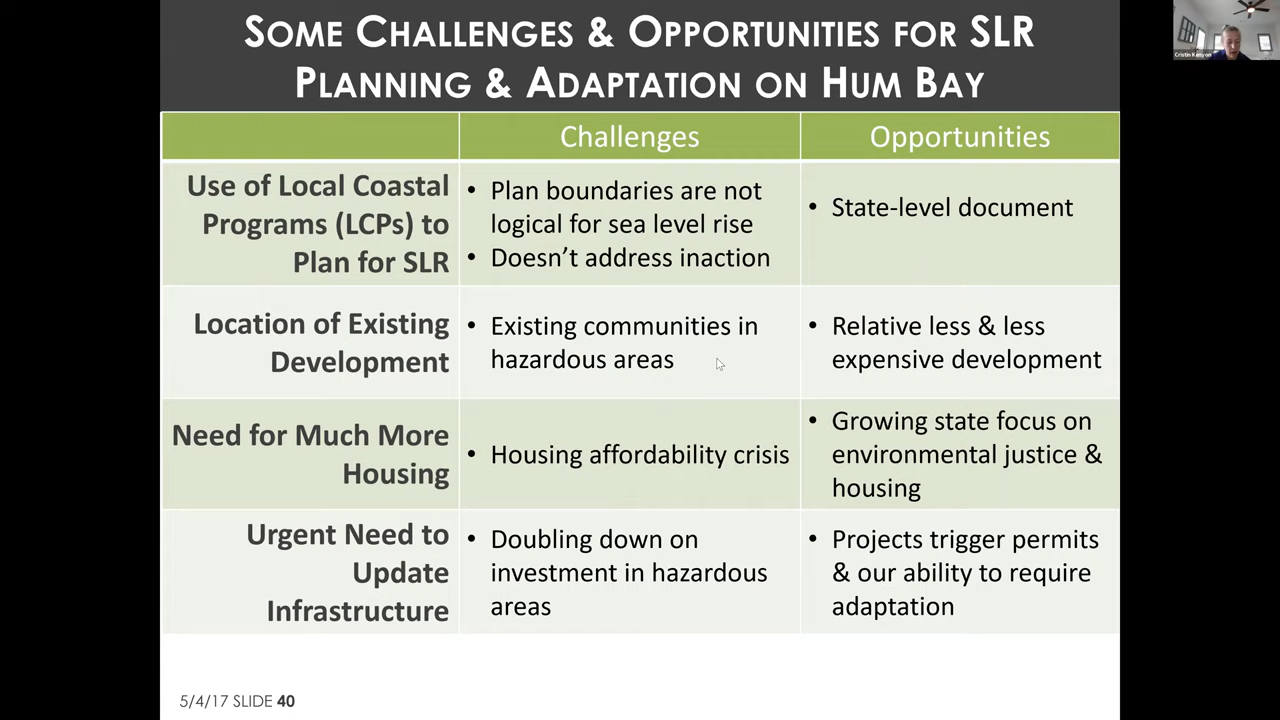 SOME CHALLENGES & OPPORTUNITIES FOR SLR
PLANNING & ADAPTATION ON HUM BAY
Challenges
Opportunities
Use of Local Coastal
Programs (LCPs) to
Plan for SLR
• Plan boundaries are not
logical for sea level rise
• Doesn't address inaction
• State-level document
Location of Existing
Development
• Existing communities in
hazardous areas
• Relative less & less
expensive development
Need for Much More
Housing
• Housing affordability crisis
• Growing state focus on
environmental justice &
housing
Urgent Need to
Update
Infrastructure
• Doubling down on
investment in hazardous
areas
• Projects trigger permits
& our ability to require
adaptation
5/4/17 SLIDE 40
Cristin Kenyon